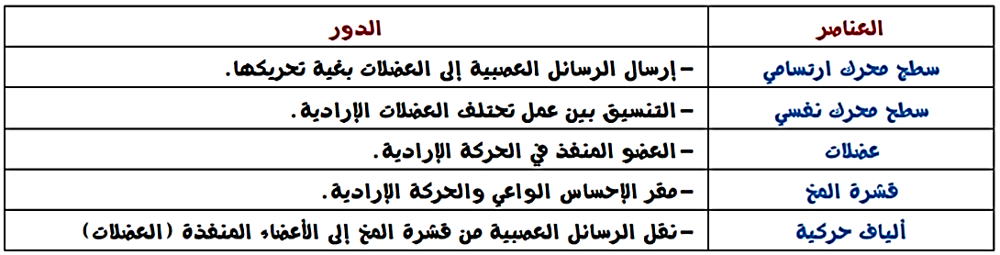 العناصر الدور
سطح محرك ارتسامي –إرسال الرسائل العصبية إلى العضلات بغية تحريكها.
سطح محرك نفسي –التنسيق بين عمل تختلف العضلات الإرادية.
عضلات –العضو المنفذ في الحركة الإرادية.
قشرة المخ –مقر الإحساس الواعي والحركة الإرادية.
ألياف حركية –نقل الرسائل العصبية من قشرة المخ إلى الأعضاء المنفذة (العضلات)